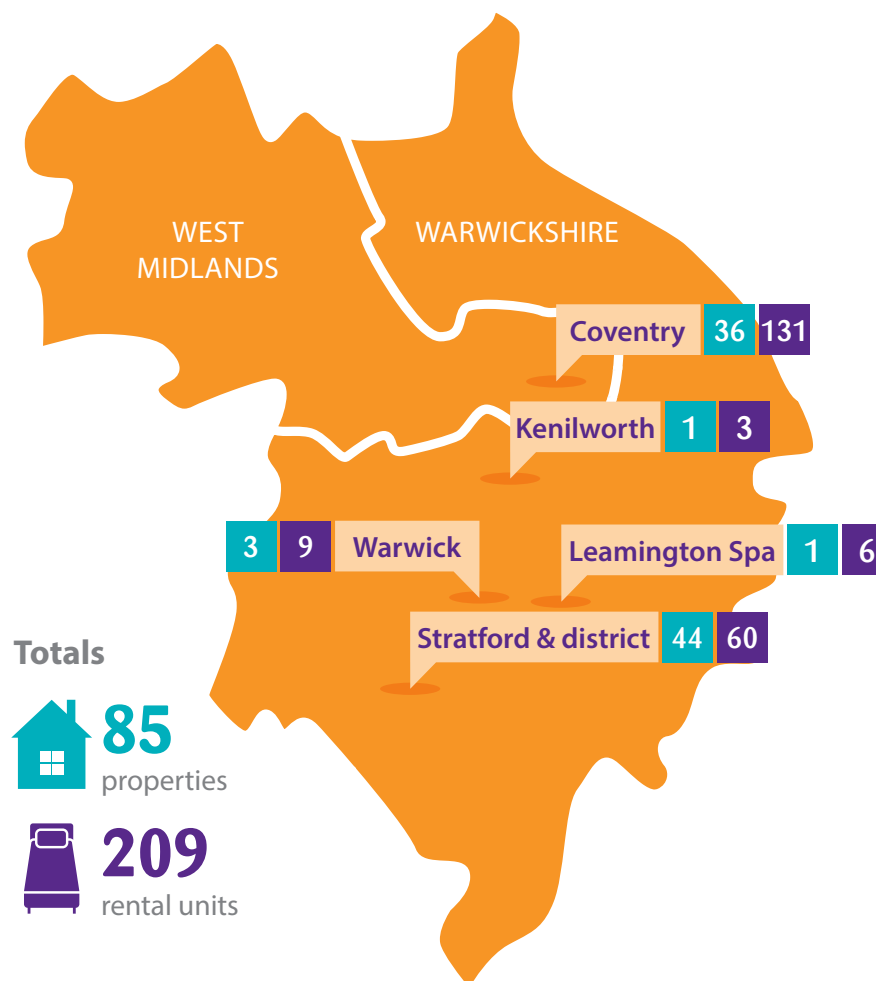 WEST
MIDLANDS
WARWICKSHIRE
Coventry 36 131
Kenilworth 1 3
3 9 Warwick
Leamington Spa 1 6
Stratford & district 44 60
Totals
85
properties
209
rental units